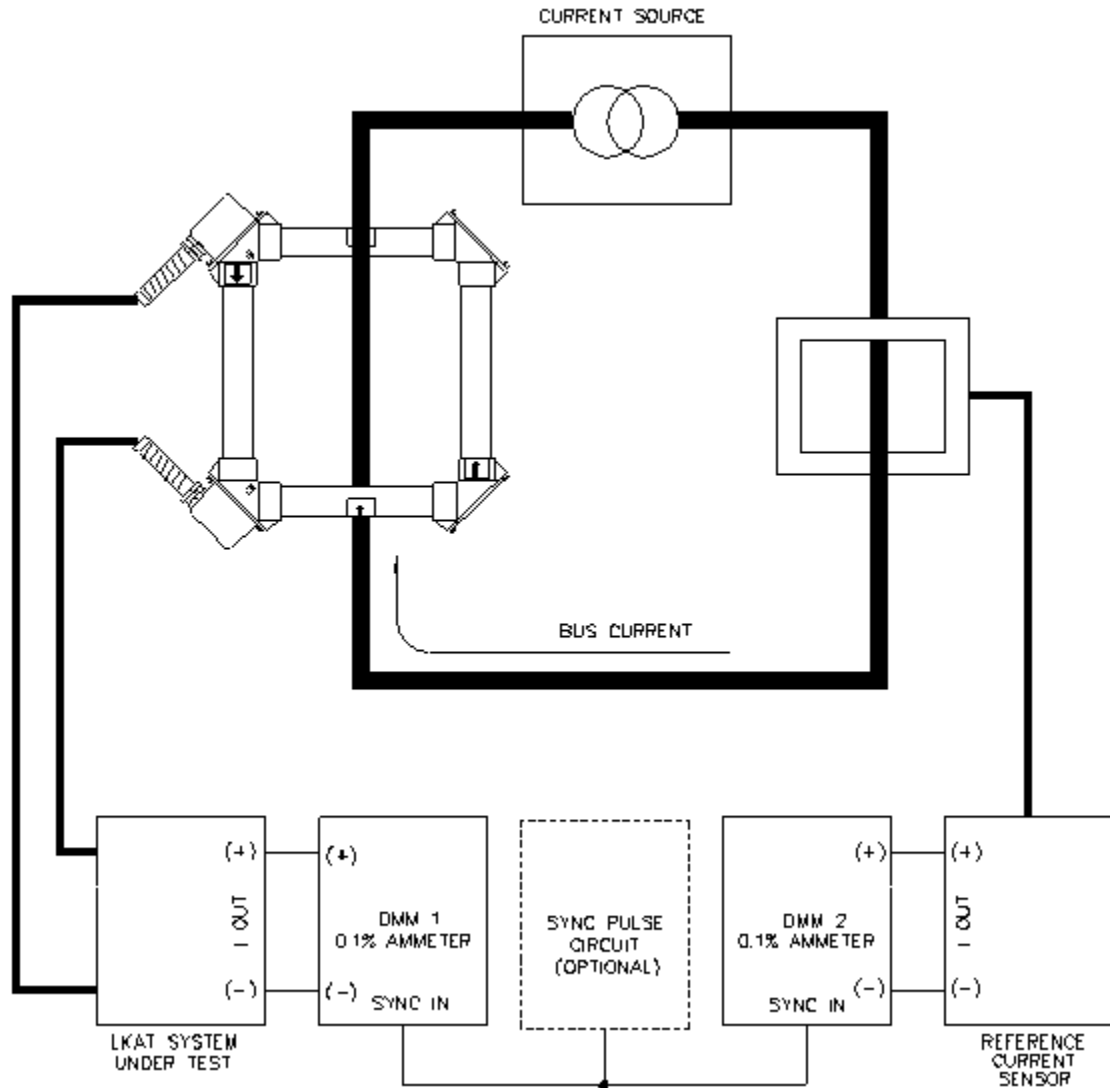 CURRENT SOURCE
BUS CURRENT
(+)
(+)
I OUT
DMM 1
0.1% AMMETER
(-)
(-)
SYNC IN
LKAT SYSTEM
UNDER TEST
SYNC PULSE
CIRCUIT
(OPTIONAL)
(+)
(+)
DMM 2
0.1% AMMETER
I OUT
(-)
(-)
SYNC IN
REFERENCE
CURRENT
SENSOR